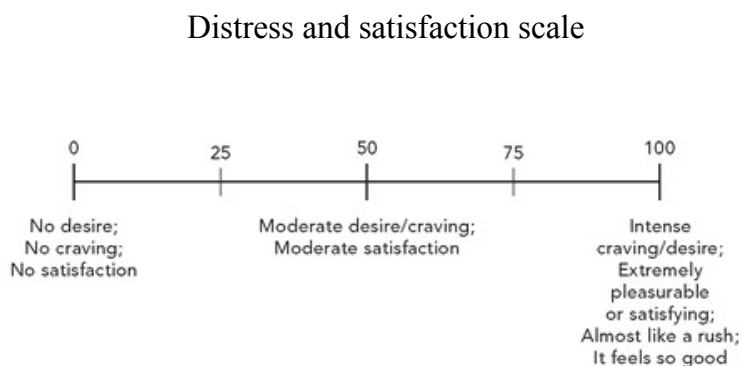 Distress and satisfaction scale
0 25 50 75 100
No desire;
No craving;
No satisfaction
Moderate desire/craving;
Moderate satisfaction
Intense
craving/desire;
Extremely
pleasurable
or satisfying;
Almost like a rush;
It feels so good